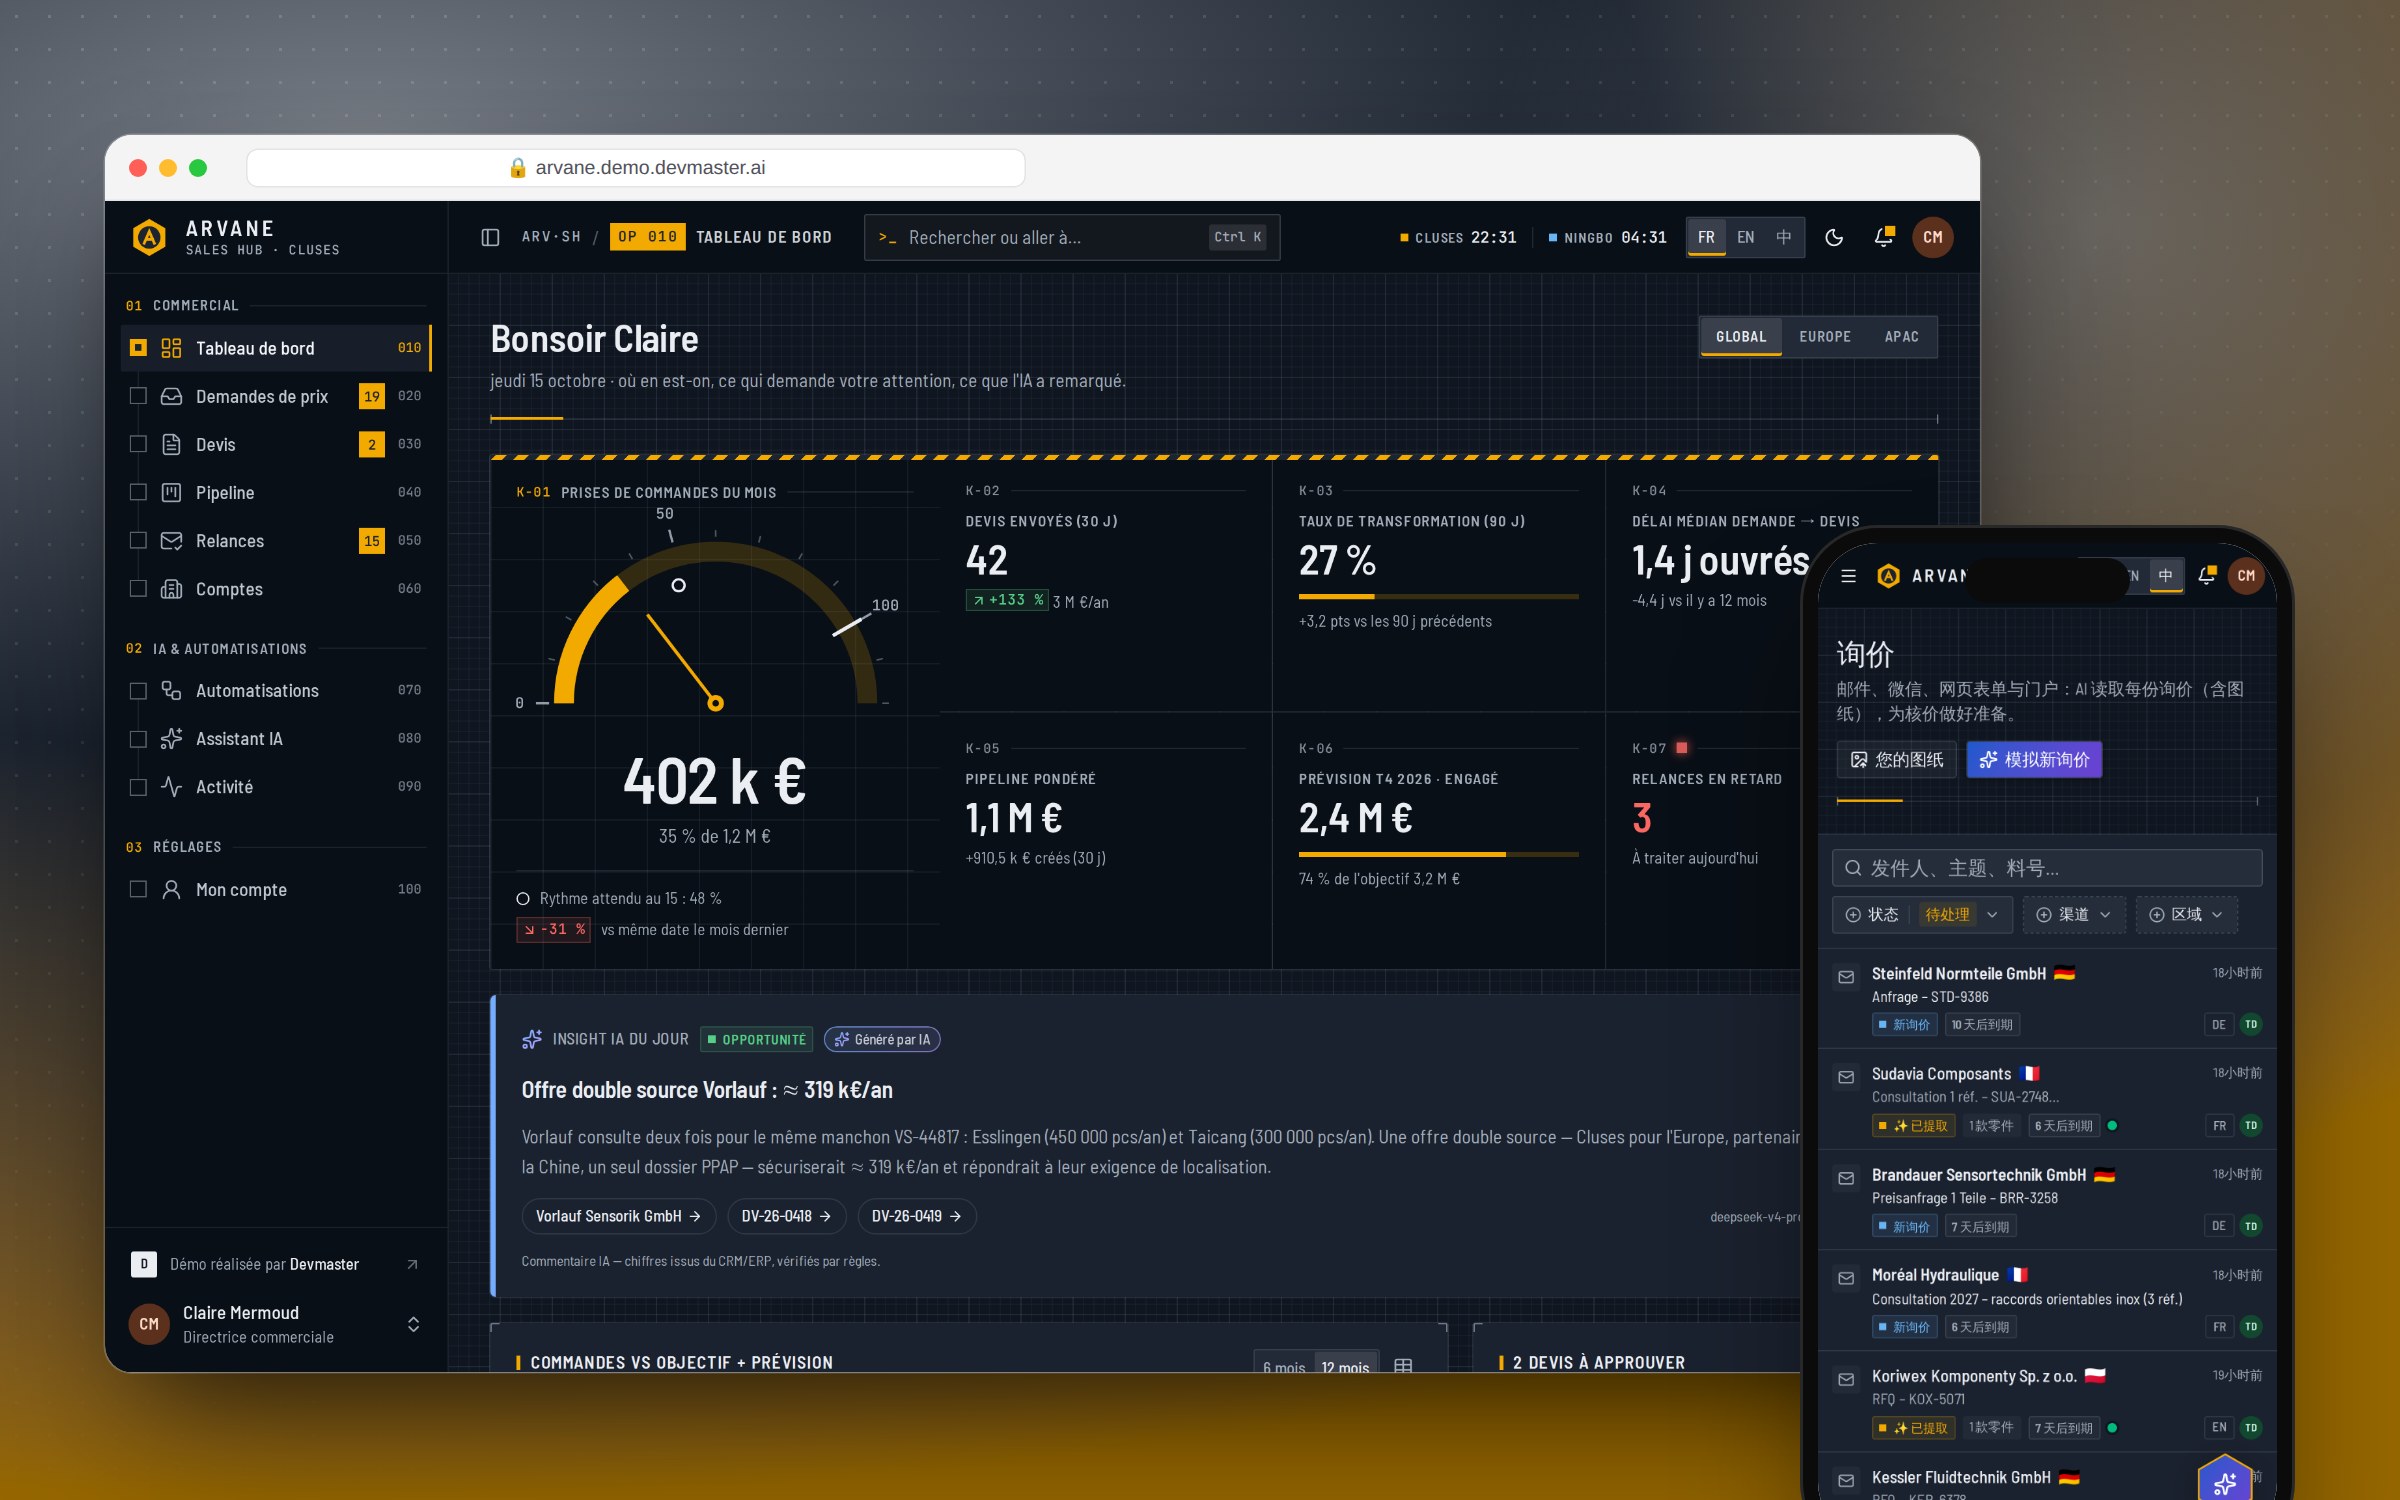 🔒 arvane.demo.devmaster.ai
ARVANE
SALES HUB · CLUSES
ARV·SH / OP 010 TABLEAU DE BORD
>_ Rechercher ou aller à... Ctrl K
CLUSES 22:31
NINGBO 04:31
FR EN 中
CM
01 COMMERCIAL
Tableau de bord 010
Demandes de prix 19 020
Devis 2 030
Pipeline 040
Relances 15 050
Comptes 060
02 IA & AUTOMATISATIONS
Automatisations 070
Assistant IA 080
Activité 090
03 RÉGLAGES
Mon compte 100
D Démo réalisée par Devmaster
CM Claire Mermoud
Directrice commerciale
Bonsoir Claire
jeudi 15 octobre · où en est-on, ce qui demande votre attention, ce que l'IA a remarqué.
GLOBAL EUROPE APAC
K-01 PRISES DE COMMANDES DU MOIS
50
100
0
402 k €
35 % de 1,2 M €
Rythme attendu au 15 : 48 %
↘ -31 % vs même date le mois dernier
K-02
DEVIS ENVOYÉS (30 J)
42
↗ +133 % 3 M €/an
K-03
TAUX DE TRANSFORMATION (90 J)
27 %
+3,2 pts vs les 90 j précédents
K-04
DÉLAI MÉDIAN DEMANDE → DEVIS
1,4 j ouvrés
-4,4 j vs il y a 12 mois
K-05
PIPELINE PONDÉRÉ
1,1 M €
+910,5 k € créés (30 j)
K-06
PRÉVISION T4 2026 · ENGAGÉ
2,4 M €
74 % de l'objectif 3,2 M €
K-07
RELANCES EN RETARD
3
À traiter aujourd'hui
INSIGHT IA DU JOUR OPPORTUNITÉ Généré par IA
Offre double source Vorlauf : ≈ 319 k€/an
Vorlauf consulte deux fois pour le même manchon VS-44817 : Esslingen (450 000 pcs/an) et Taicang (300 000 pcs/an). Une offre double source — Cluses pour l'Europe, partenair
la Chine, un seul dossier PPAP — sécuriserait ≈ 319 k€/an et répondrait à leur exigence de localisation.
Vorlauf Sensorik GmbH → DV-26-0418 → DV-26-0419 →
deepseek-v4-pr
Commentaire IA — chiffres issus du CRM/ERP, vérifiés par règles.
COMMANDES VS OBJECTIF + PRÉVISION
6 mois 12 mois
2 DEVIS À APPROUVER
ARVAN
中
CM
询价
邮件、微信、网页表单与门户：AI 读取每份询价（含图
纸），为核价做好准备。
您的图纸 模拟新询价
发件人、主题、料号...
状态 待处理 渠道 区域
Steinfeld Normteile GmbH 🇩🇪 18小时前
Anfrage – STD-9386
新询价 10 天后到期 DE TD
Sudavia Composants 🇫🇷 18小时前
Consultation 1 réf. – SUA-2748...
✨ 已提取 1 款零件 6 天后到期 FR TD
Brandauer Sensortechnik GmbH 🇩🇪 18小时前
Preisanfrage 1 Teile – BRR-3258
新询价 7 天后到期 DE TD
Moréal Hydraulique 🇫🇷 18小时前
Consultation 2027 – raccords orientables inox (3 réf.)
新询价 6 天后到期 FR TD
Koriwex Komponenty Sp. z o.o. 🇵🇱 19小时前
RFQ – KOX-5071
✨ 已提取 1 款零件 7 天后到期 EN TD
Kessler Fluidtechnik GmbH 🇩🇪 前